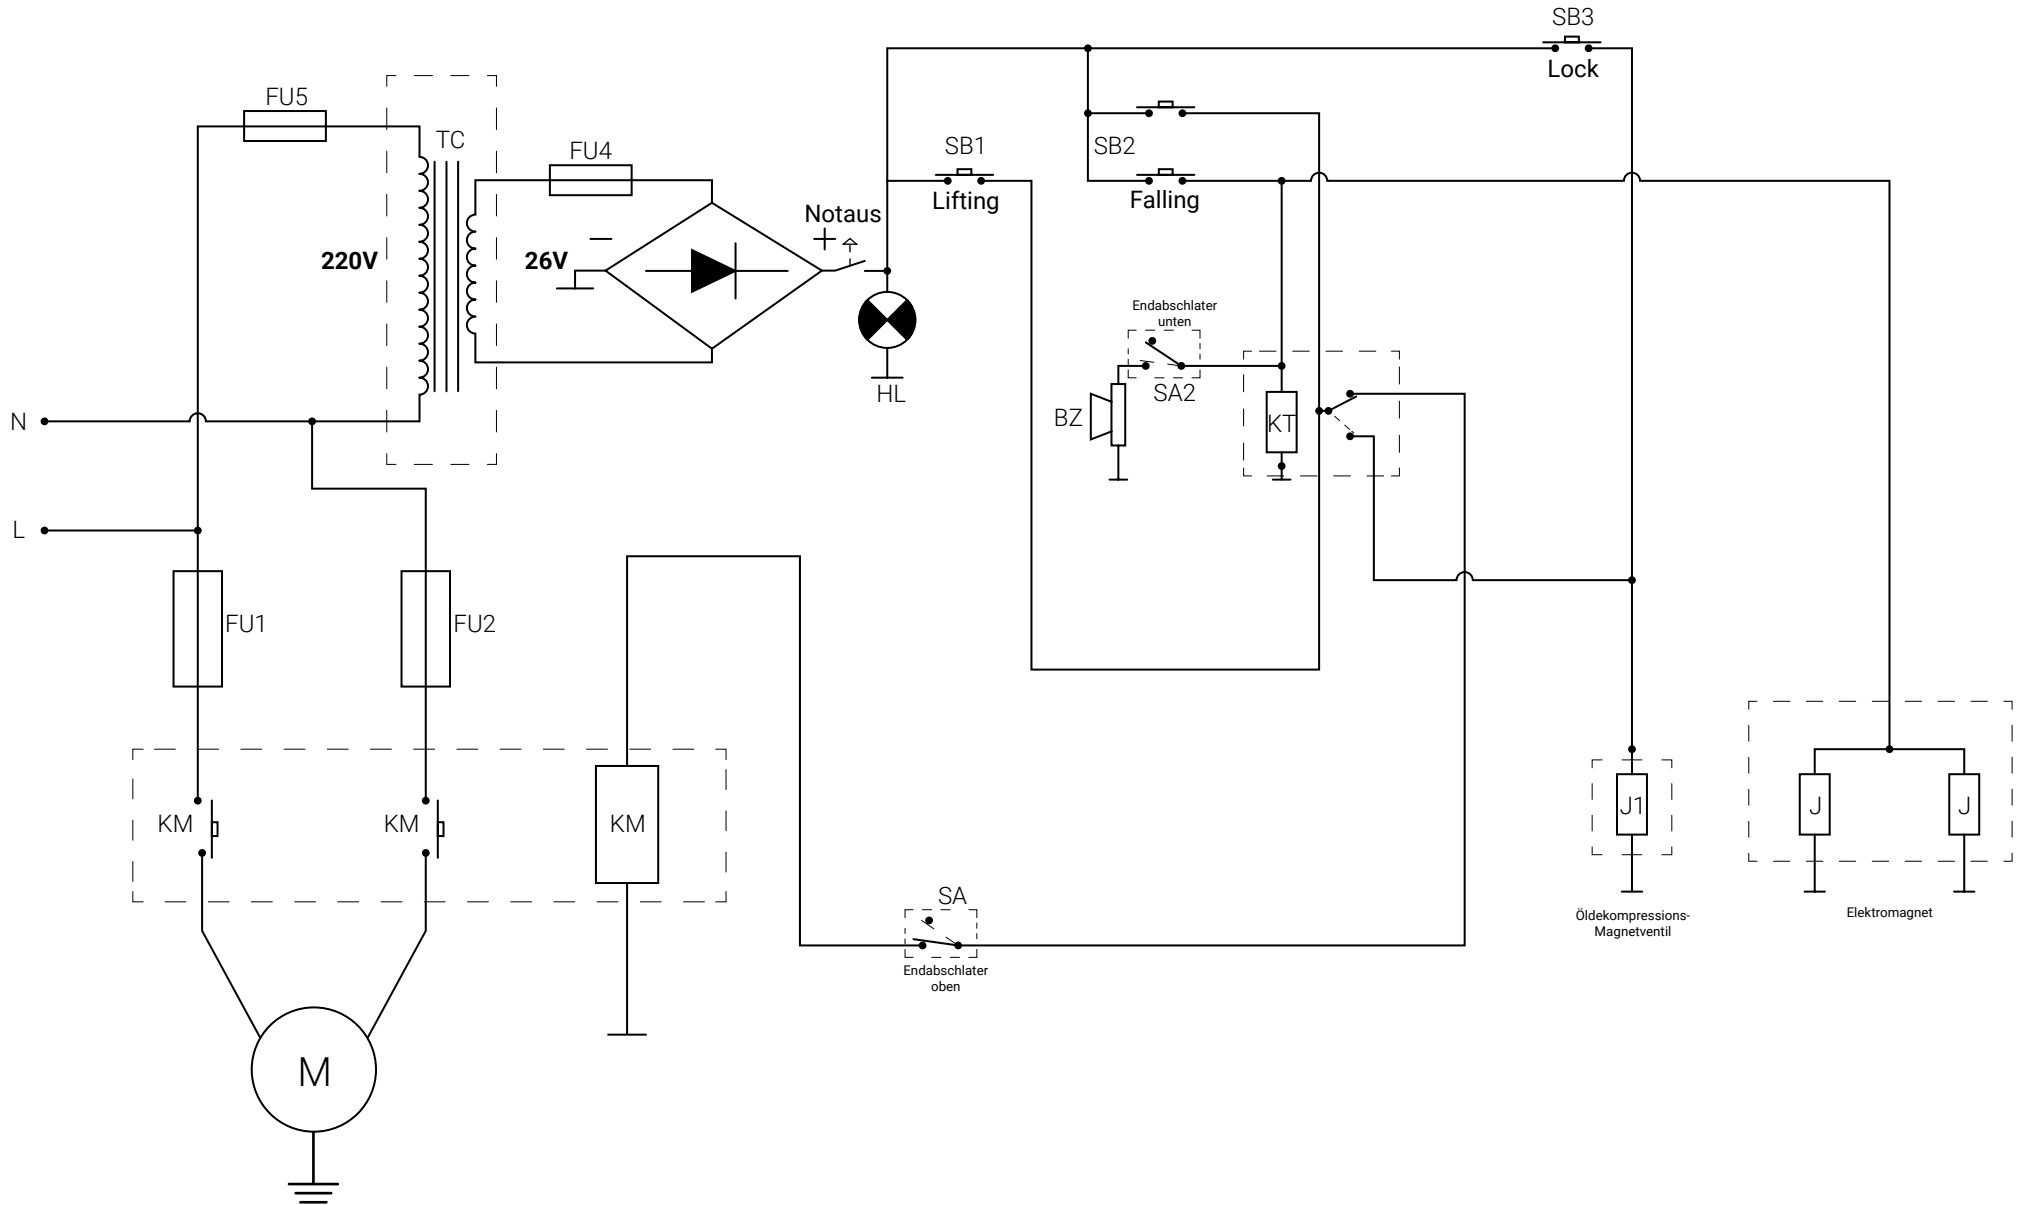 SB3
Lock
FU5
TC
FU4
SB1
SB2
Lifting
Falling
Notaus
220V
26V
Endabschlater
unten
SA2
HL
BZ
KT
N
L
FU1
FU2
KM
KM
KM
J1
J
J
SA
Endabschlater
oben
Öldekompressions-
Magnetventil
Elektromagnet
M